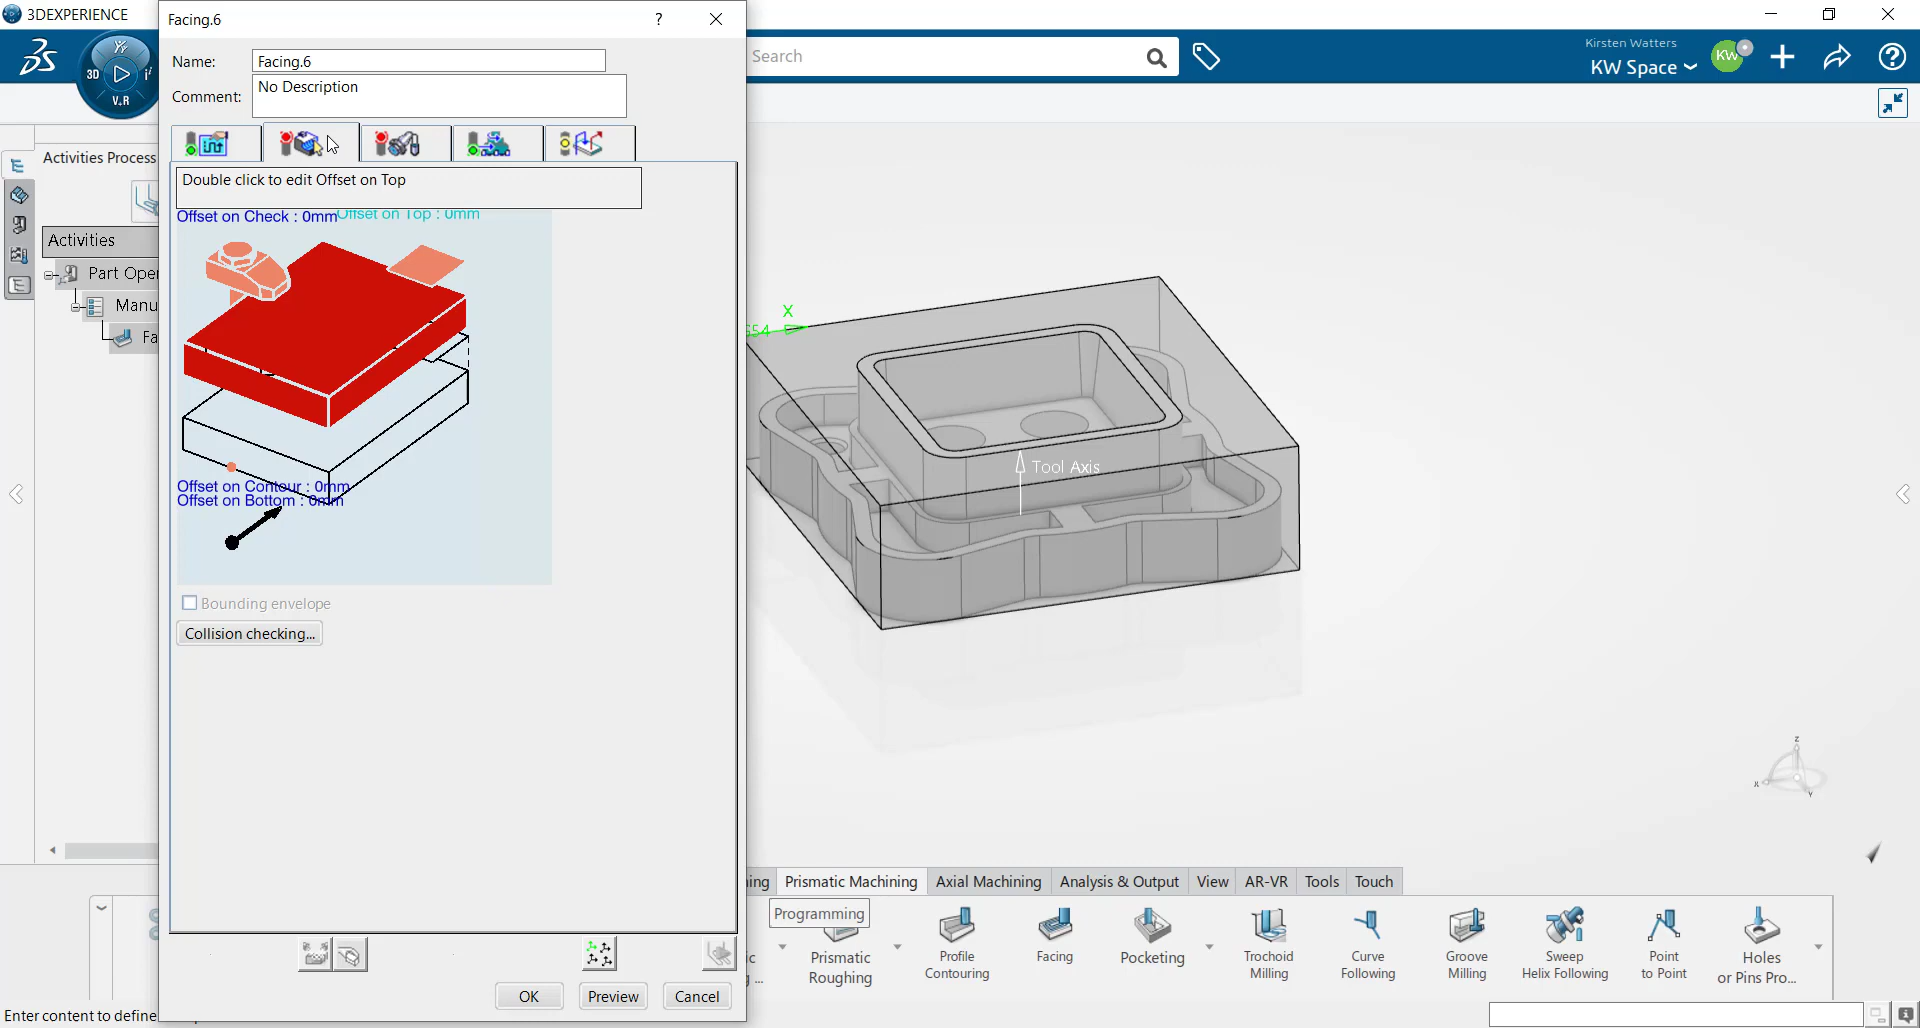 3DEXPERIENCE
Facing.6
?
Name:
Facing.6
Comment:
No Description
3D
V.R
Search
Kirsten Watters
KW Space
KW
Activities Process
Activities
Part Oper
Manu
Fa
Double click to edit Offset on Top
Offset on Check : 0mm
Offset on Top : 0mm
Offset on Contour : 0mm
Offset on Bottom : 0mm
Bounding envelope
Collision checking...
X
G54
Tool Axis
Z
X
Y
ing
Prismatic Machining
Axial Machining
Analysis & Output
View
AR-VR
Tools
Touch
Programming
Prismatic
Roughing
Profile
Contouring
Facing
Pocketing
Trochoid
Milling
Curve
Following
Groove
Milling
Sweep
Helix Following
Point
to Point
Holes
or Pins Pro...
OK
Preview
Cancel
Enter content to define